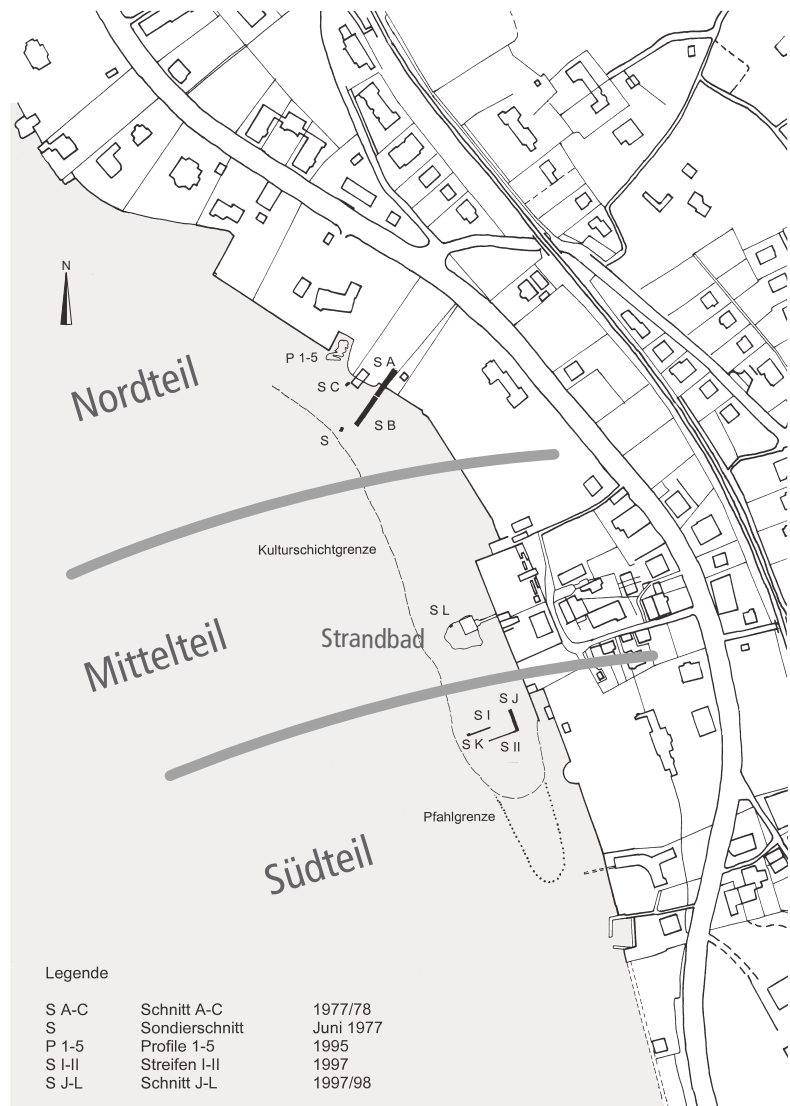 N
Nordteil
P 1-5
S A
S C
S B
S
Kulturschichtgrenze
S L
Mittelteil
Strandbad
S J
S I
S K
S II
Pfahlgrenze
Südteil
Legende
S A-C Schnitt A-C 1977/78
S Sondierschnitt Juni 1977
P 1-5 Profile 1-5 1995
S I-II Streifen I-II 1997
S J-L Schnitt J-L 1997/98